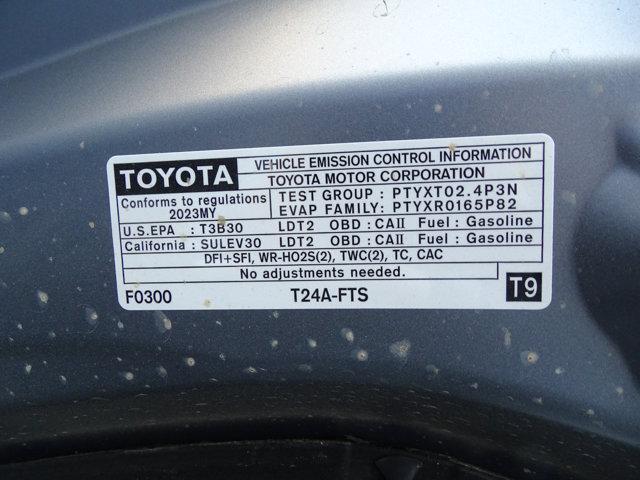 TOYOTA
VEHICLE EMISSION CONTROL INFORMATION
TOYOTA MOTOR CORPORATION
Conforms to regulations
2023MY
TEST GROUP : PTYXT02.4P3N
EVAP FAMILY: PTYXR0165P82
U.S.EPA : T3B30 LDT2 OBD : CAII Fuel : Gasoline
California : SULEV30 LDT2 OBD : CAII Fuel : Gasoline
DFI+SFI, WR-HO2S(2), TWC(2), TC, CAC
No adjustments needed.
F0300 T24A-FTS T9